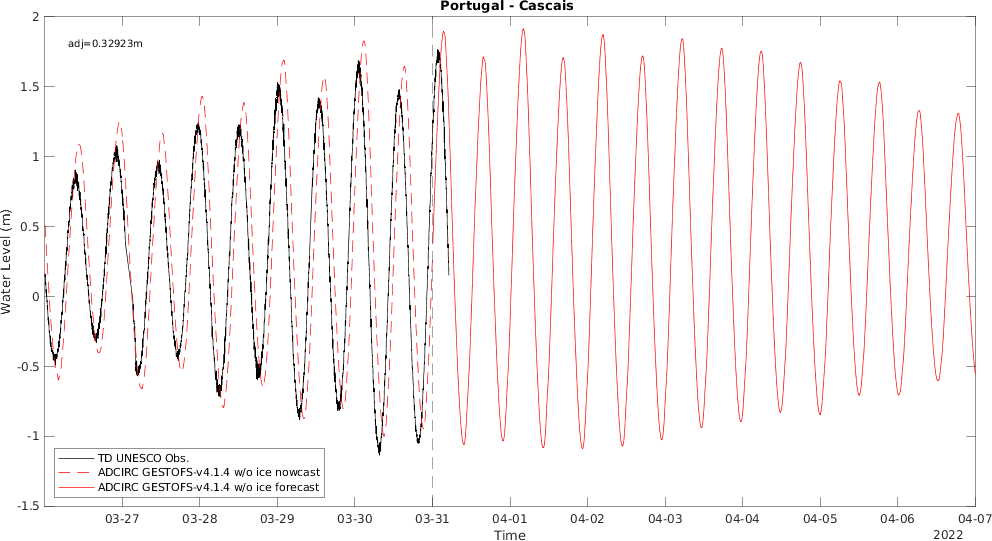 Portugal - Cascais
adj=0.32923m
2
1.5
1
0.5
0
-0.5
-1
-1.5
Water Level (m)
TD UNESCO Obs.
ADCIRC GESTOFS-v4.1.4 w/o ice nowcast
ADCIRC GESTOFS-v4.1.4 w/o ice forecast
03-27 03-28 03-29 03-30 03-31 04-01 04-02 04-03 04-04 04-05 04-06 04-07
Time
2022